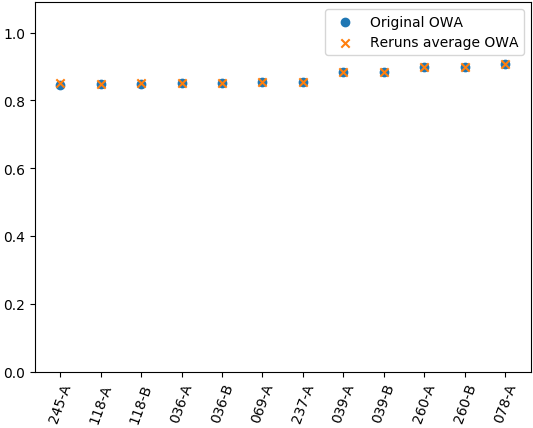 Original OWA
Reruns average OWA
1.0
0.8
0.6
0.4
0.2
0.0
245-A
118-A
118-B
036-A
036-B
069-A
237-A
039-A
039-B
260-A
260-B
078-A